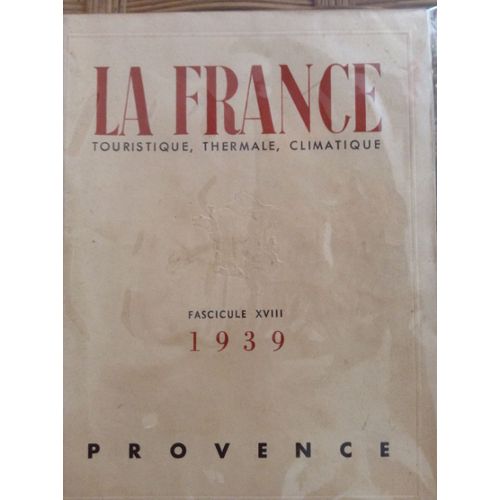 LA FRANCE
TOURISTIQUE, THERMALE, CLIMATIQUE
FASCICULE XVIII
1939
PROVENCE